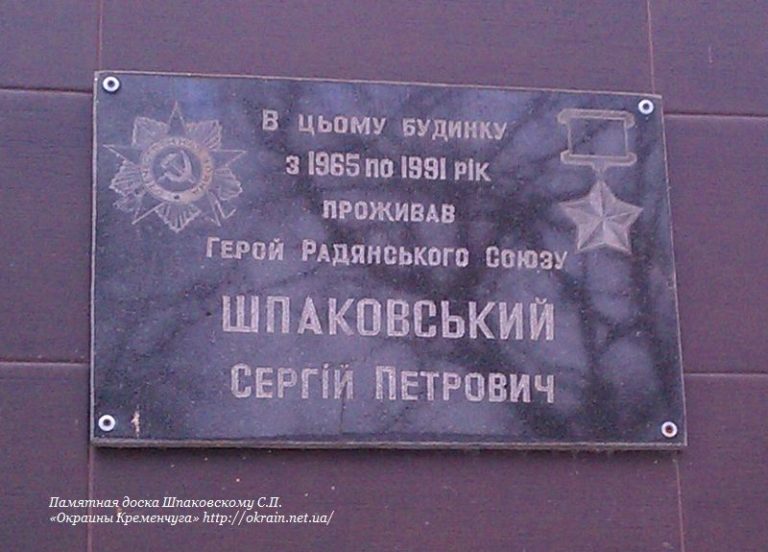 В цьому будинку
з 1965 по 1991 рік
проживав
Герой Радянського Союзу
ШПАКОВСЬКИЙ
Сергій Петрович
Памятная доска Шпаковскому С.П.
«Окраины Кременчуга» http://okrain.net.ua/